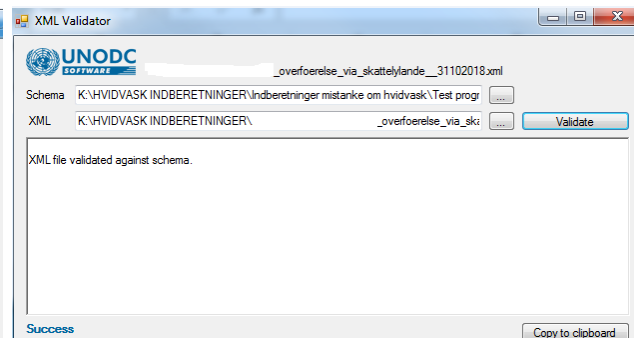 XML Validator
UNODC
SOFTWARE
_overfoerelse_via_skattelylande__31102018.xml
Schema K:\HVIDVASK INDBERETNINGER\Indberetninger mistanke om hvidvask\Test progr ...
XML K:\HVIDVASK INDBERETNINGER\ _overfoerelse_via_ska ... Validate
XML file validated against schema.
Success Copy to clipboard